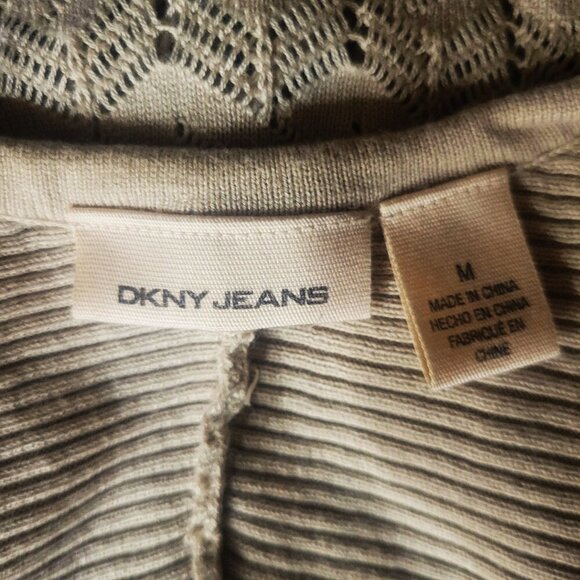 DKNY JEANS
M
MADE IN CHINA
HECHO EN CHINA
FABRIQUÉ EN
CHINE